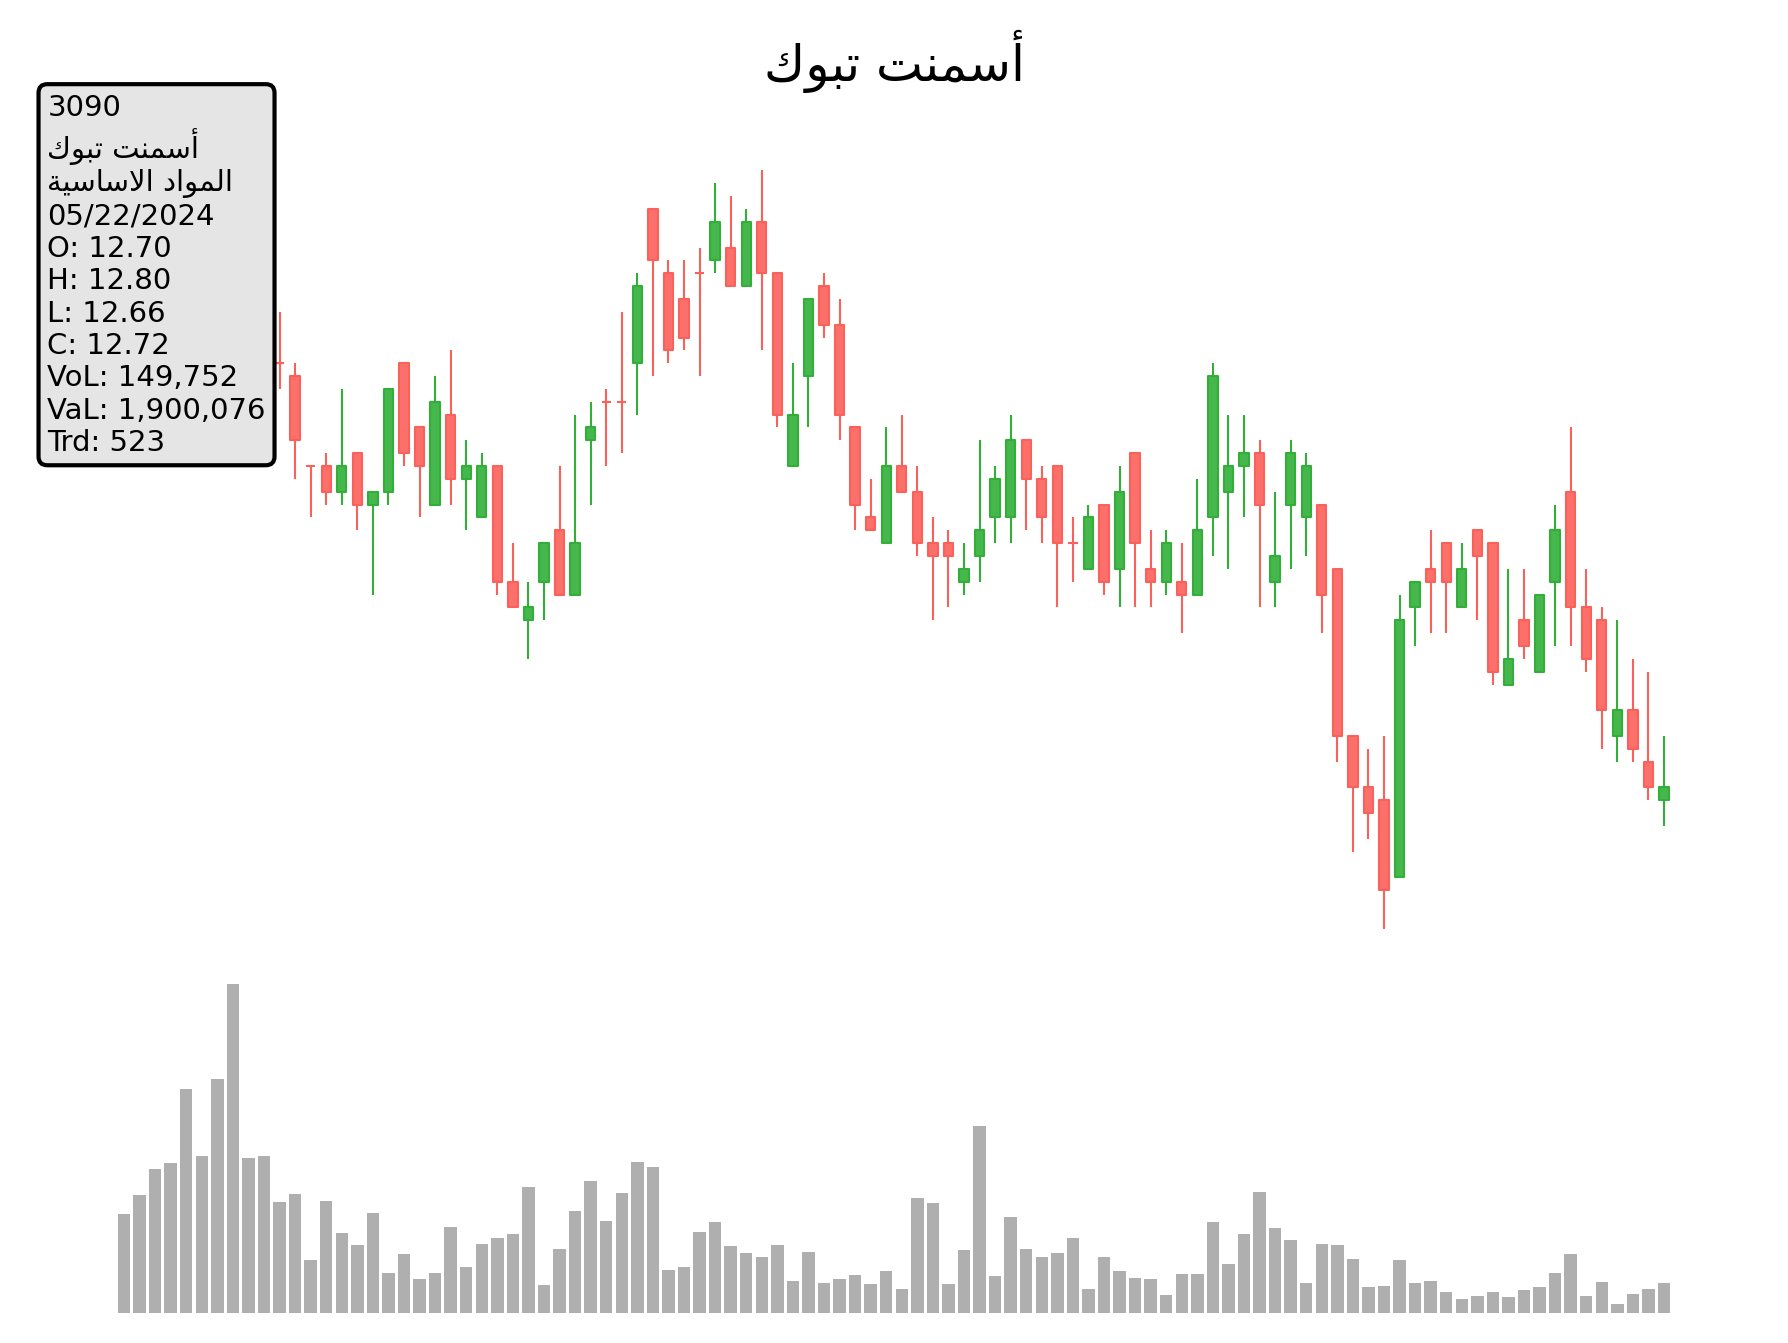 أسمنت تبوك
3090
أسمنت تبوك
المواد الاساسية
05/22/2024
O: 12.70
H: 12.80
L: 12.66
C: 12.72
VoL: 149,752
VaL: 1,900,076
Trd: 523